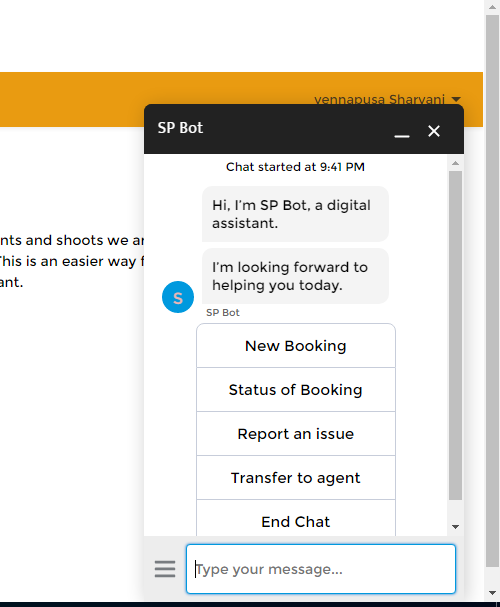 vennapusa Sharvani
SP Bot
Chat started at 9:41 PM
Hi, I'm SP Bot, a digital
assistant.
nts and shoots we ar
This is an easier way f
ant.
I'm looking forward to
helping you today.
S
SP Bot
New Booking
Status of Booking
Report an issue
Transfer to agent
End Chat
Type your message...